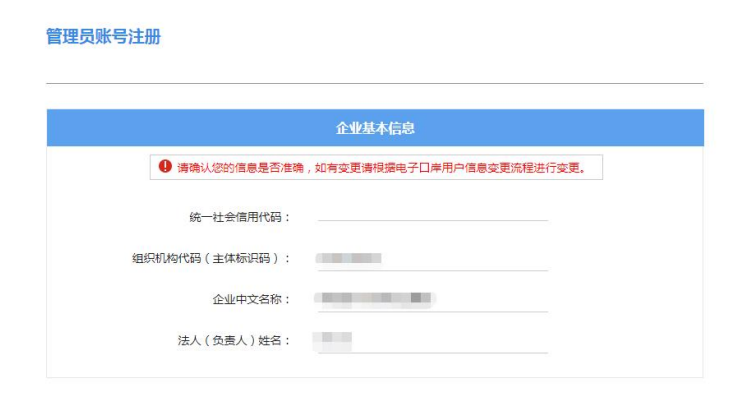 管理员账号注册
企业基本信息
请确认您的信息是否准确，如有变更请根据电子口岸用户信息变更流程进行变更。
统一社会信用代码：
组织机构代码（主体标识码）：
企业中文名称：
法人（负责人）姓名：